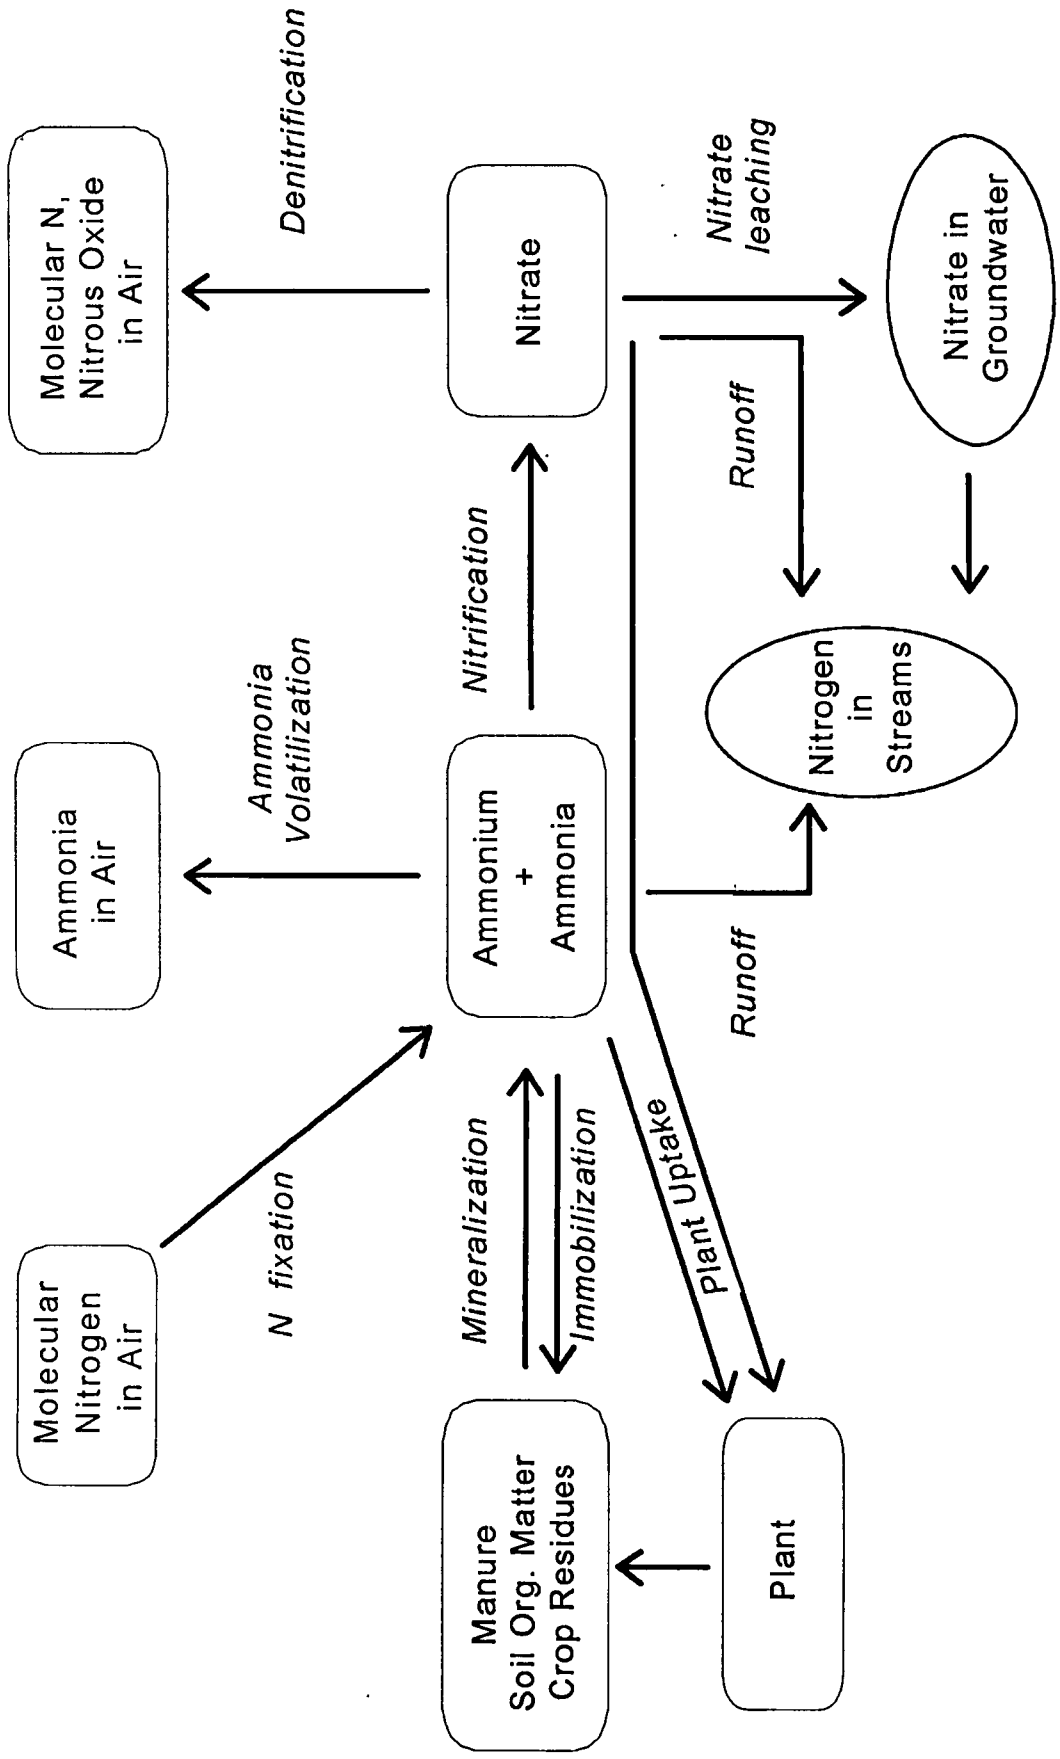 Molecular
Nitrogen
in Air
Ammonia
in Air
Molecular N,
Nitrous Oxide
in Air
N fixation
Ammonia
Volatilization
Denitrification
Manure
Soil Org. Matter
Crop Residues
Mineralization
Immobilization
Ammonium
+
Ammonia
Nitrification
Nitrate
Plant Uptake
Runoff
Runoff
Nitrate
leaching
Plant
Nitrogen
in
Streams
Nitrate in
Groundwater